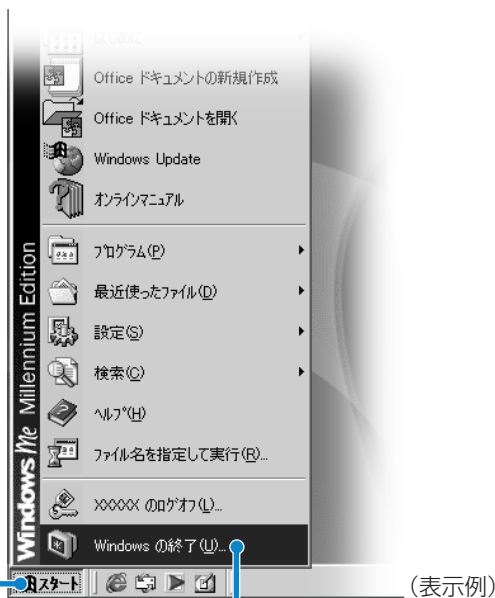 Office ドキュメントの新規作成
Office ドキュメントを開く
Windows Update
オンラインマニュアル
プログラム(P)
最近使ったファイル(D)
設定(S)
検索(C)
ヘルプ(H)
ファイル名を指定して実行(R)...
XXXXXX のログオフ(L)...
Windows の終了(U)...
Windows Me Millennium Edition
スタート
(表示例)